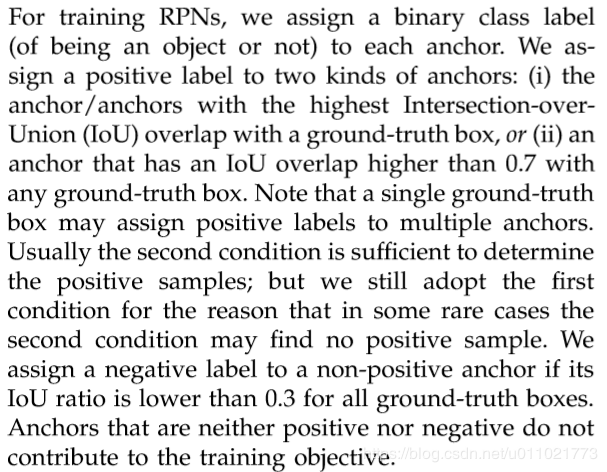 For training RPNs, we assign a binary class label
(of being an object or not) to each anchor. We as-
sign a positive label to two kinds of anchors: (i) the
anchor/anchors with the highest Intersection-over-
Union (IoU) overlap with a ground-truth box, or (ii) an
anchor that has an IoU overlap higher than 0.7 with
any ground-truth box. Note that a single ground-truth
box may assign positive labels to multiple anchors.
Usually the second condition is sufficient to determine
the positive samples; but we still adopt the first
condition for the reason that in some rare cases the
second condition may find no positive sample. We
assign a negative label to a non-positive anchor if its
IoU ratio is lower than 0.3 for all ground-truth boxes.
Anchors that are neither positive nor negative do not
contribute to the training objective.
https://blog.csdn.net/u011021773